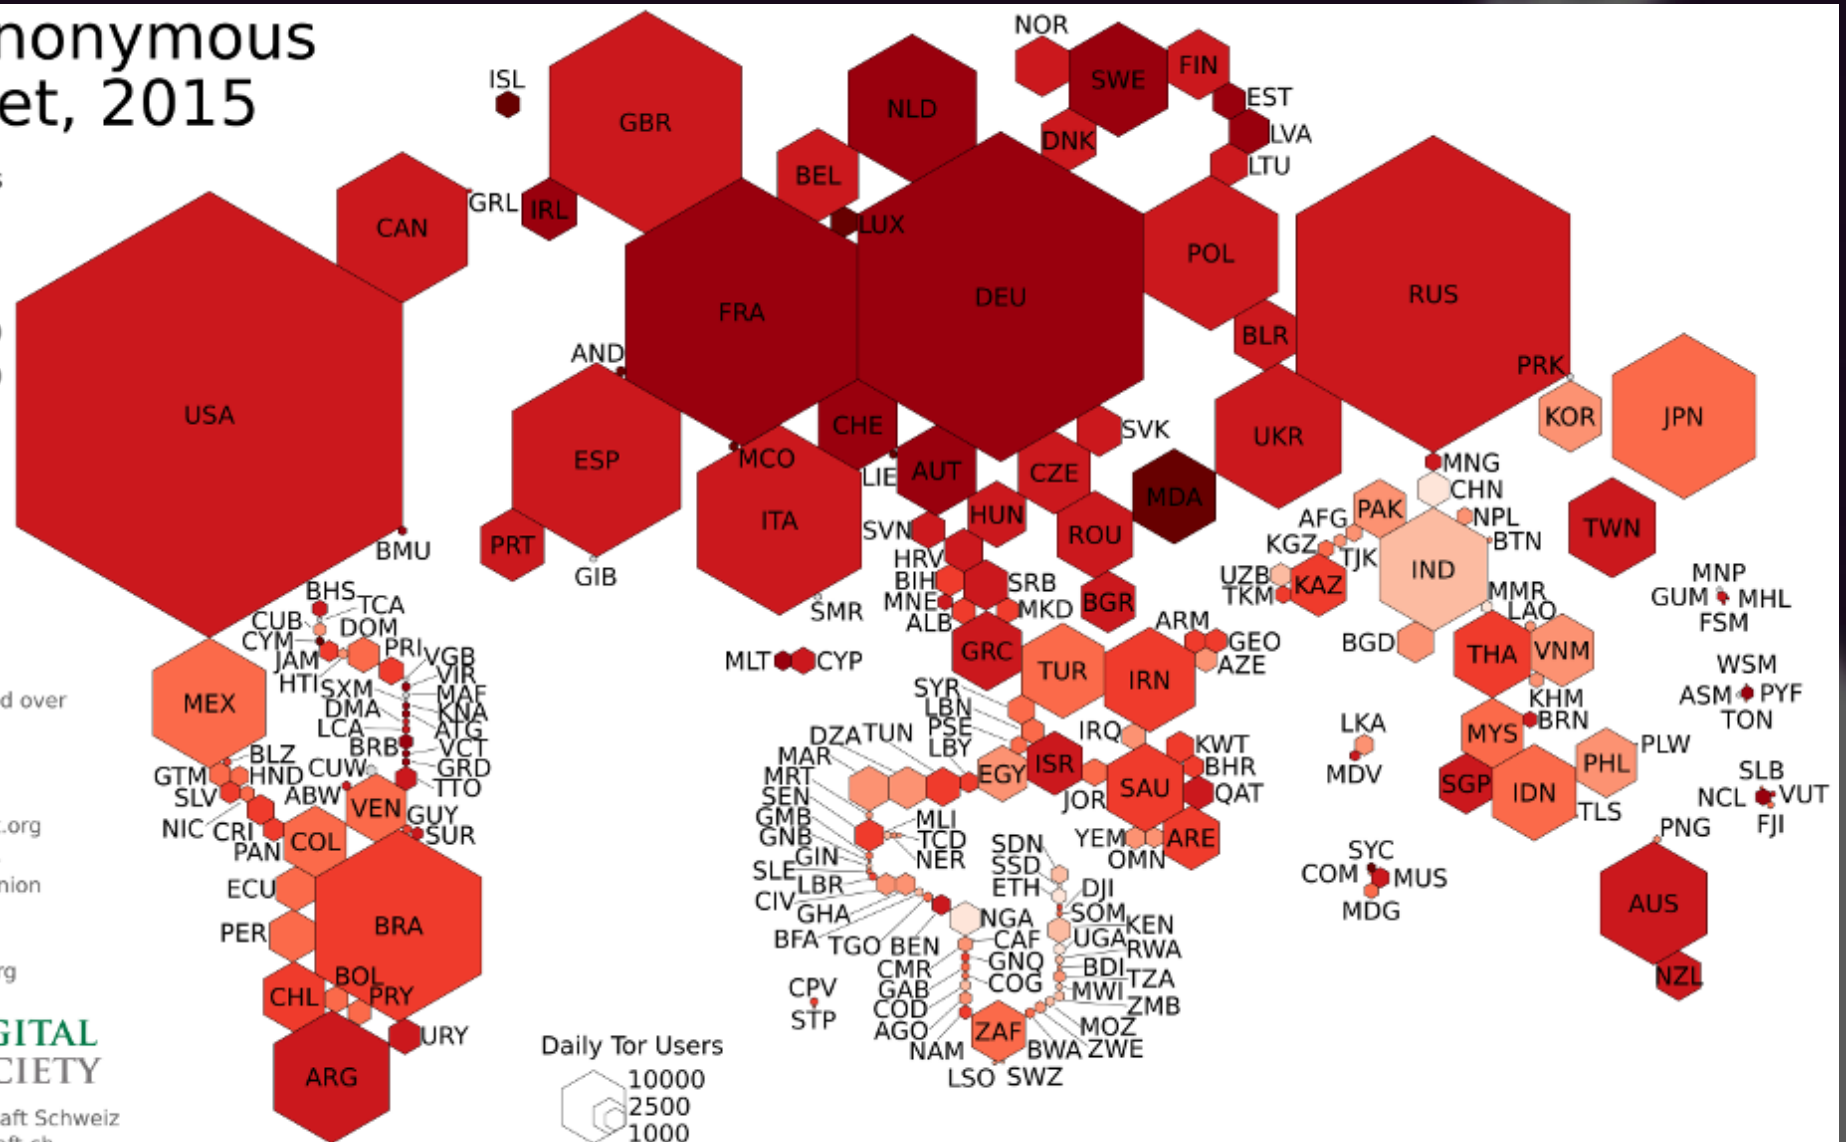 nonymous
et, 2015
s
)
)
d over
t.org
nion
rg
GITAL
CIETY
aft Schweiz
aft.ch
ISL
GBR
NLD
NOR
SWE
FIN
EST
LVA
LTU
DNK
BEL
CAN
GRL
IRL
LUX
POL
FRA
DEU
RUS
BLR
USA
AND
PRK
KOR
JPN
ESP
MCO
CHE
LIE
AUT
CZE
SVK
MDA
UKR
MNG
CHN
ITA
PRT
GIB
SMR
BMU
SVN
HUN
ROU
HRV
BIH
SRB
MNE
MKD
ALB
BGR
GRC
AFG
PAK
NPL
BTN
KGZ
TJK
UZB
TKM
KAZ
IND
TWN
BGD
MMR
LAO
THA
VNM
KHM
BRN
MNP
GUM
MHL
FSM
WSM
ASM
PYF
TON
BHS
TCA
CUB
CYM
DOM
JAM
PRI
HTI
VGB
VIR
SXM
MAF
DMA
KNA
LCA
ATG
BRB
VCT
GRD
CUW
TTO
ABW
MEX
BLZ
GTM
HND
SLV
NIC
CRI
PAN
COL
VEN
GUY
SUR
ECU
PER
BRA
BOL
PRY
CHL
URY
ARG
MLT
CYP
TUR
IRN
ARM
GEO
AZE
SYR
LBN
PSE
LBY
IRQ
DZA
TUN
MAR
MRT
SEN
GMB
GNB
GIN
SLE
LBR
CIV
GHA
BFA
TGO
BEN
MLI
TCD
NER
EGY
ISR
JOR
SAU
KWT
BHR
QAT
ARE
YEM
OMN
SDN
SSD
ETH
DJI
SOM
KEN
UGA
RWA
BDI
TZA
MWI
ZMB
MOZ
ZWE
BWA
NGA
CAF
CMR
GNQ
GAB
COG
COD
AGO
NAM
ZAF
LSO
SWZ
CPV
STP
LKA
MDV
MYS
SGP
IDN
PHL
PLW
TLS
SLB
NCL
VUT
FJI
PNG
SYC
COM
MUS
MDG
AUS
NZL
Daily Tor Users
10000
2500
1000